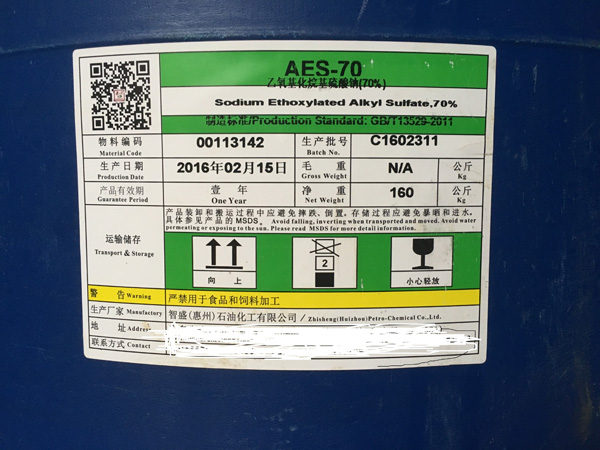 AES-70
乙氧基化烷基硫酸钠(70%)
Sodium Ethoxylated Alkyl Sulfate,70%
制造标准/Production Standard: GB/T13529-2011
物料编码 Material Code 00113142 生产批号 Batch No. C1602311
生产日期 Production Date 2016年02月15日 毛 重 Gross Weight N/A 公斤 Kg
产品有效期 Guarantee Period 壹 年 One Year 净 重 Net Weight 160 公斤 Kg
运输储存 Transport & Storage
产品装卸和搬运过程中应避免摔跌、倒置。存储过程应避免暴晒和进水。
具体参见产品的MSDS。Avoid falling, inverting when transported and moved. Avoid water
permeating or exposing to the sun. Please read MSDS for more detail information.
向 上
2
小心轻放
警 告 Warning 严禁用于食品和饲料加工
生产厂家 Manufactory 智盛(惠州)石油化工有限公司 / Zhisheng(Huizhou)Petro-Chemical Co.,Ltd.
地 址 Address
联系方式 Contact